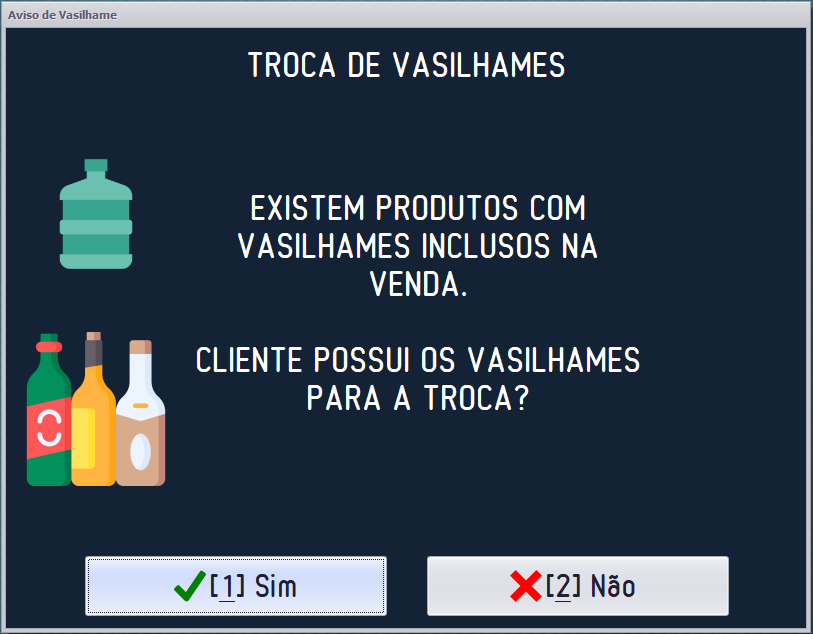 Aviso de Vasilhame
TROCA DE VASILHAMES
EXISTEM PRODUTOS COM
VASILHAMES INCLUSOS NA
VENDA.
CLIENTE POSSUI OS VASILHAMES
PARA A TROCA?
[1] Sim
[2] Não